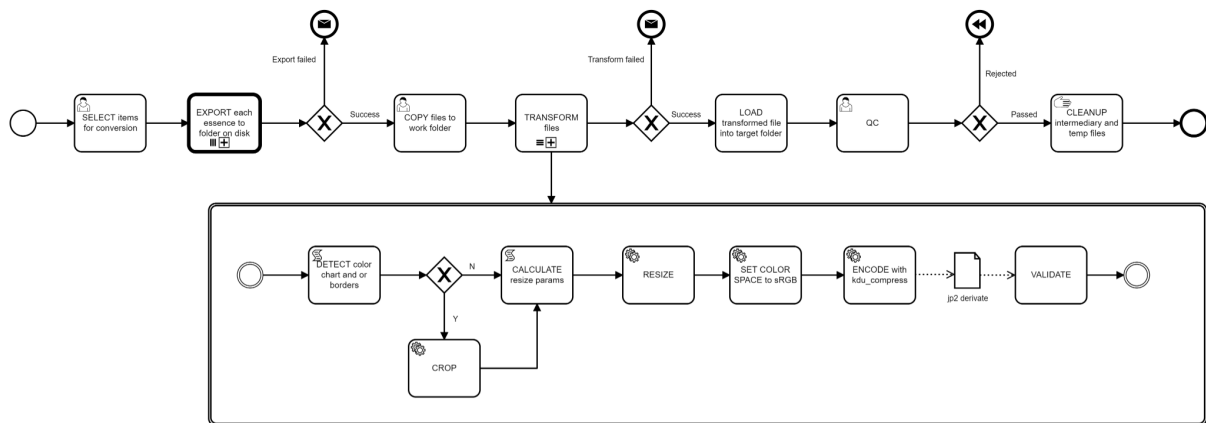 Export failed
Transform failed
Rejected
SELECT items
for conversion
EXPORT each
essence to
folder on disk
Success
COPY files to
work folder
TRANSFORM
files
Success
LOAD
transformed file
into target folder
QC
Passed
CLEANUP
intermediary and
temp files
DETECT color
chart and or
borders
N
Y
CROP
CALCULATE
resize params
RESIZE
SET COLOR
SPACE to sRGB
ENCODE with
kdu_compress
jp2 derivate
VALIDATE